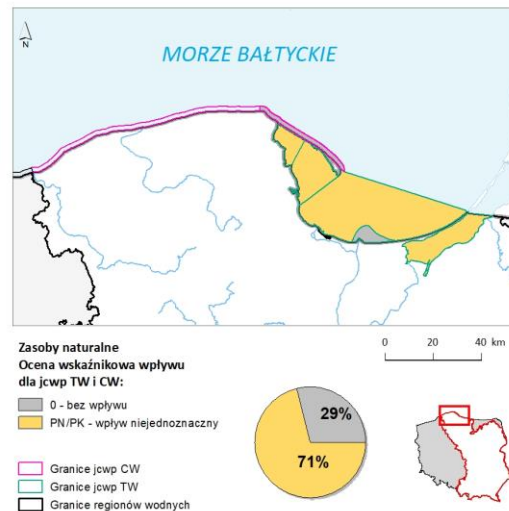 N
MORZE BAŁTYCKIE
Zasoby naturalne
Ocena wskaźnikowa wpływu
dla jcwp TW i CW:
0 - bez wpływu
PN/PK - wpływ niejednoznaczny
Granice jcwp CW
Granice jcwp TW
Granice regionów wodnych
29%
71%
0 20 40 km